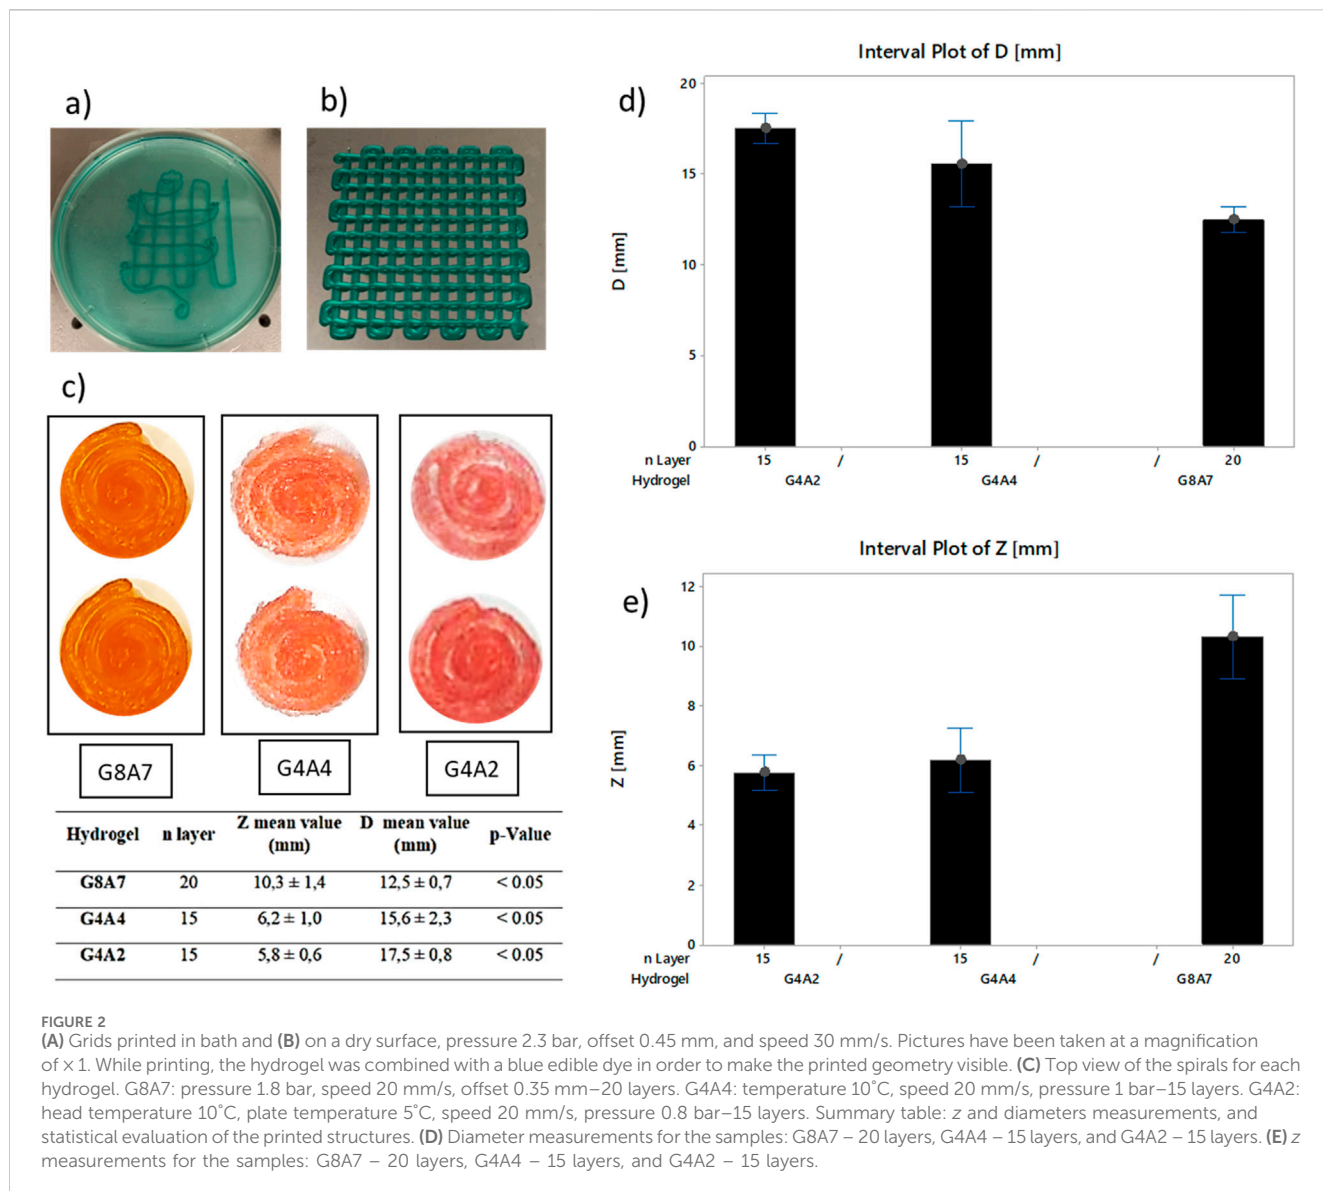 a)
b)
c)
G8A7
G4A4
G4A2
Hydrogel n layer Z mean value (mm) D mean value (mm) p-Value
G8A7 20 10,3 ± 1,4 12,5 ± 0,7 < 0.05
G4A4 15 6,2 ± 1,0 15,6 ± 2,3 < 0.05
G4A2 15 5,8 ± 0,6 17,5 ± 0,8 < 0.05
d)
Interval Plot of D [mm]
D [mm]
20
15
10
5
0
n Layer 15 / 15 / / 20
Hydrogel G4A2 G4A4 G8A7
e)
Interval Plot of Z [mm]
Z [mm]
12
10
8
6
4
2
0
n Layer 15 / 15 / / 20
Hydrogel G4A2 G4A4 G8A7
FIGURE 2
(A) Grids printed in bath and (B) on a dry surface, pressure 2.3 bar, offset 0.45 mm, and speed 30 mm/s. Pictures have been taken at a magnification
of ×1. While printing, the hydrogel was combined with a blue edible dye in order to make the printed geometry visible. (C) Top view of the spirals for each
hydrogel. G8A7: pressure 1.8 bar, speed 20 mm/s, offset 0.35 mm–20 layers. G4A4: temperature 10°C, speed 20 mm/s, pressure 1 bar–15 layers. G4A2:
head temperature 10°C, plate temperature 5°C, speed 20 mm/s, pressure 0.8 bar–15 layers. Summary table: z and diameters measurements, and
statistical evaluation of the printed structures. (D) Diameter measurements for the samples: G8A7 – 20 layers, G4A4 – 15 layers, and G4A2 – 15 layers. (E) z
measurements for the samples: G8A7 – 20 layers, G4A4 – 15 layers, and G4A2 – 15 layers.